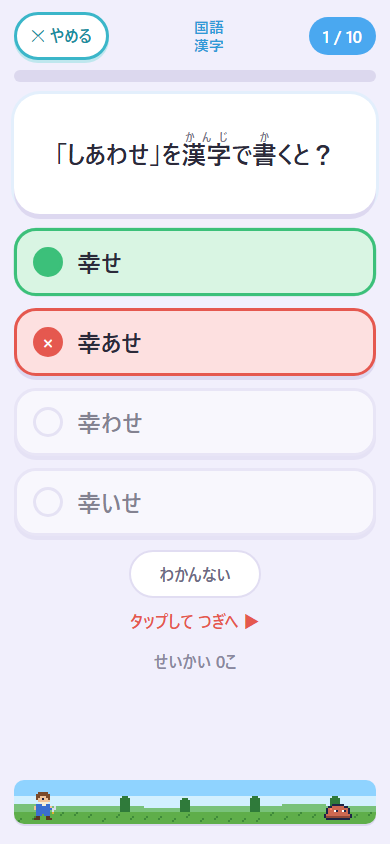 × やめる
国語
漢字
1 / 10
かんじ か
「しあわせ」を漢字で書くと？
幸せ
× 幸あせ
幸わせ
幸いせ
わかんない
タップして つぎへ ▶
せいかい 0こ